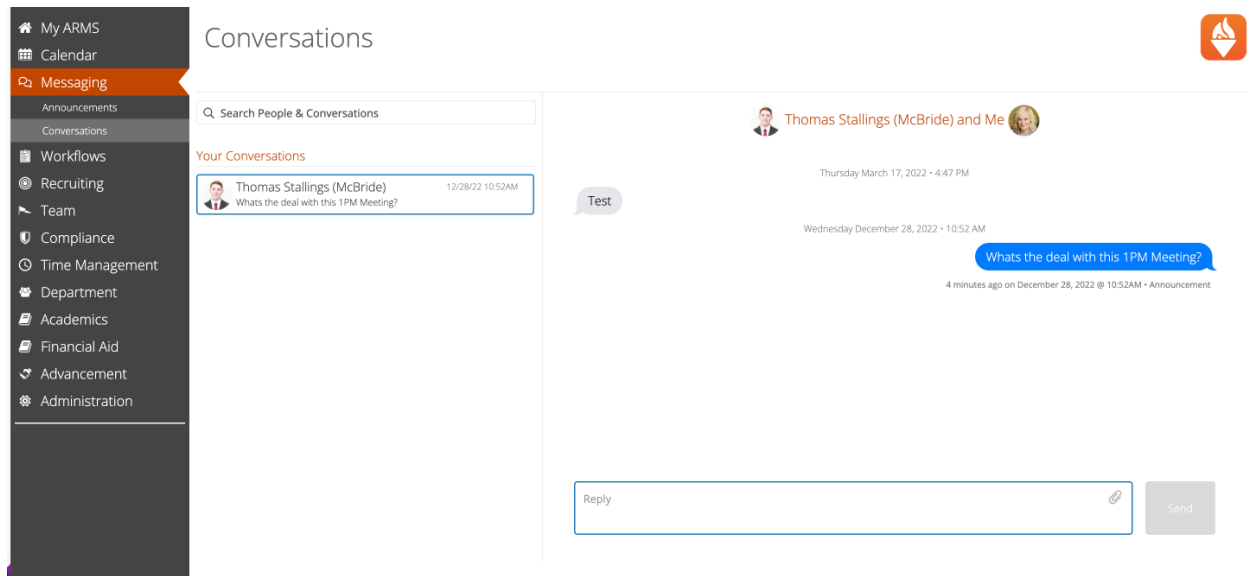 My ARMS
Calendar
Messaging
Announcements
Conversations
Workflows
Recruiting
Team
Compliance
Time Management
Department
Academics
Financial Aid
Advancement
Administration
Conversations
Search People & Conversations
Your Conversations
Thomas Stallings (McBride) 12/28/22 10:52AM
Whats the deal with this 1PM Meeting?
Thomas Stallings (McBride) and Me
Thursday March 17, 2022 • 4:47 PM
Test
Wednesday December 28, 2022 • 10:52 AM
Whats the deal with this 1PM Meeting?
4 minutes ago on December 28, 2022 @ 10:52AM • Announcement
Reply
Send